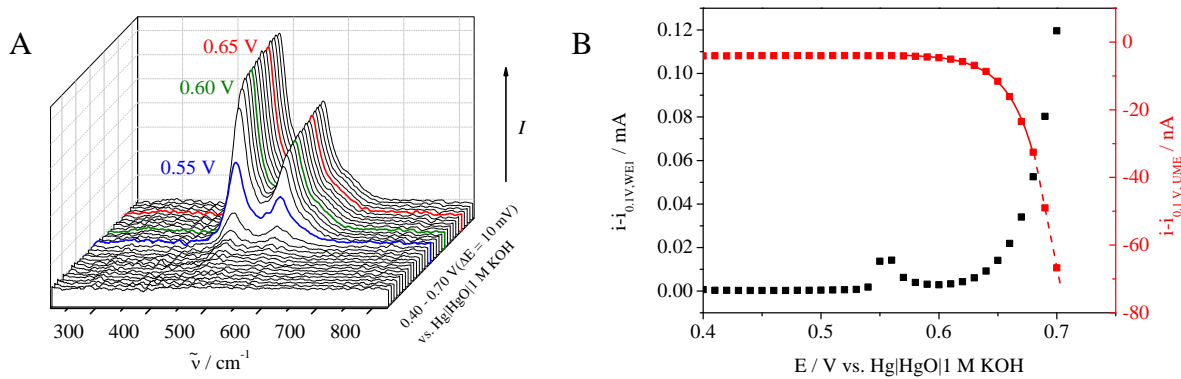 A
0.65 V
0.60 V
0.55 V
I
300 400 500 600 700 800
ν̃ / cm⁻¹
0.40 - 0.70 V (ΔE = 10 mV)
vs. Hg|HgO|1 M KOH
B
0.12
0.10
0.08
0.06
0.04
0.02
0.00
i-i0.1V,WE1 / mA
0.4 0.5 0.6 0.7
E / V vs. Hg|HgO|1 M KOH
0
-20
-40
-60
-80
i-i0.1 V, UME / nA